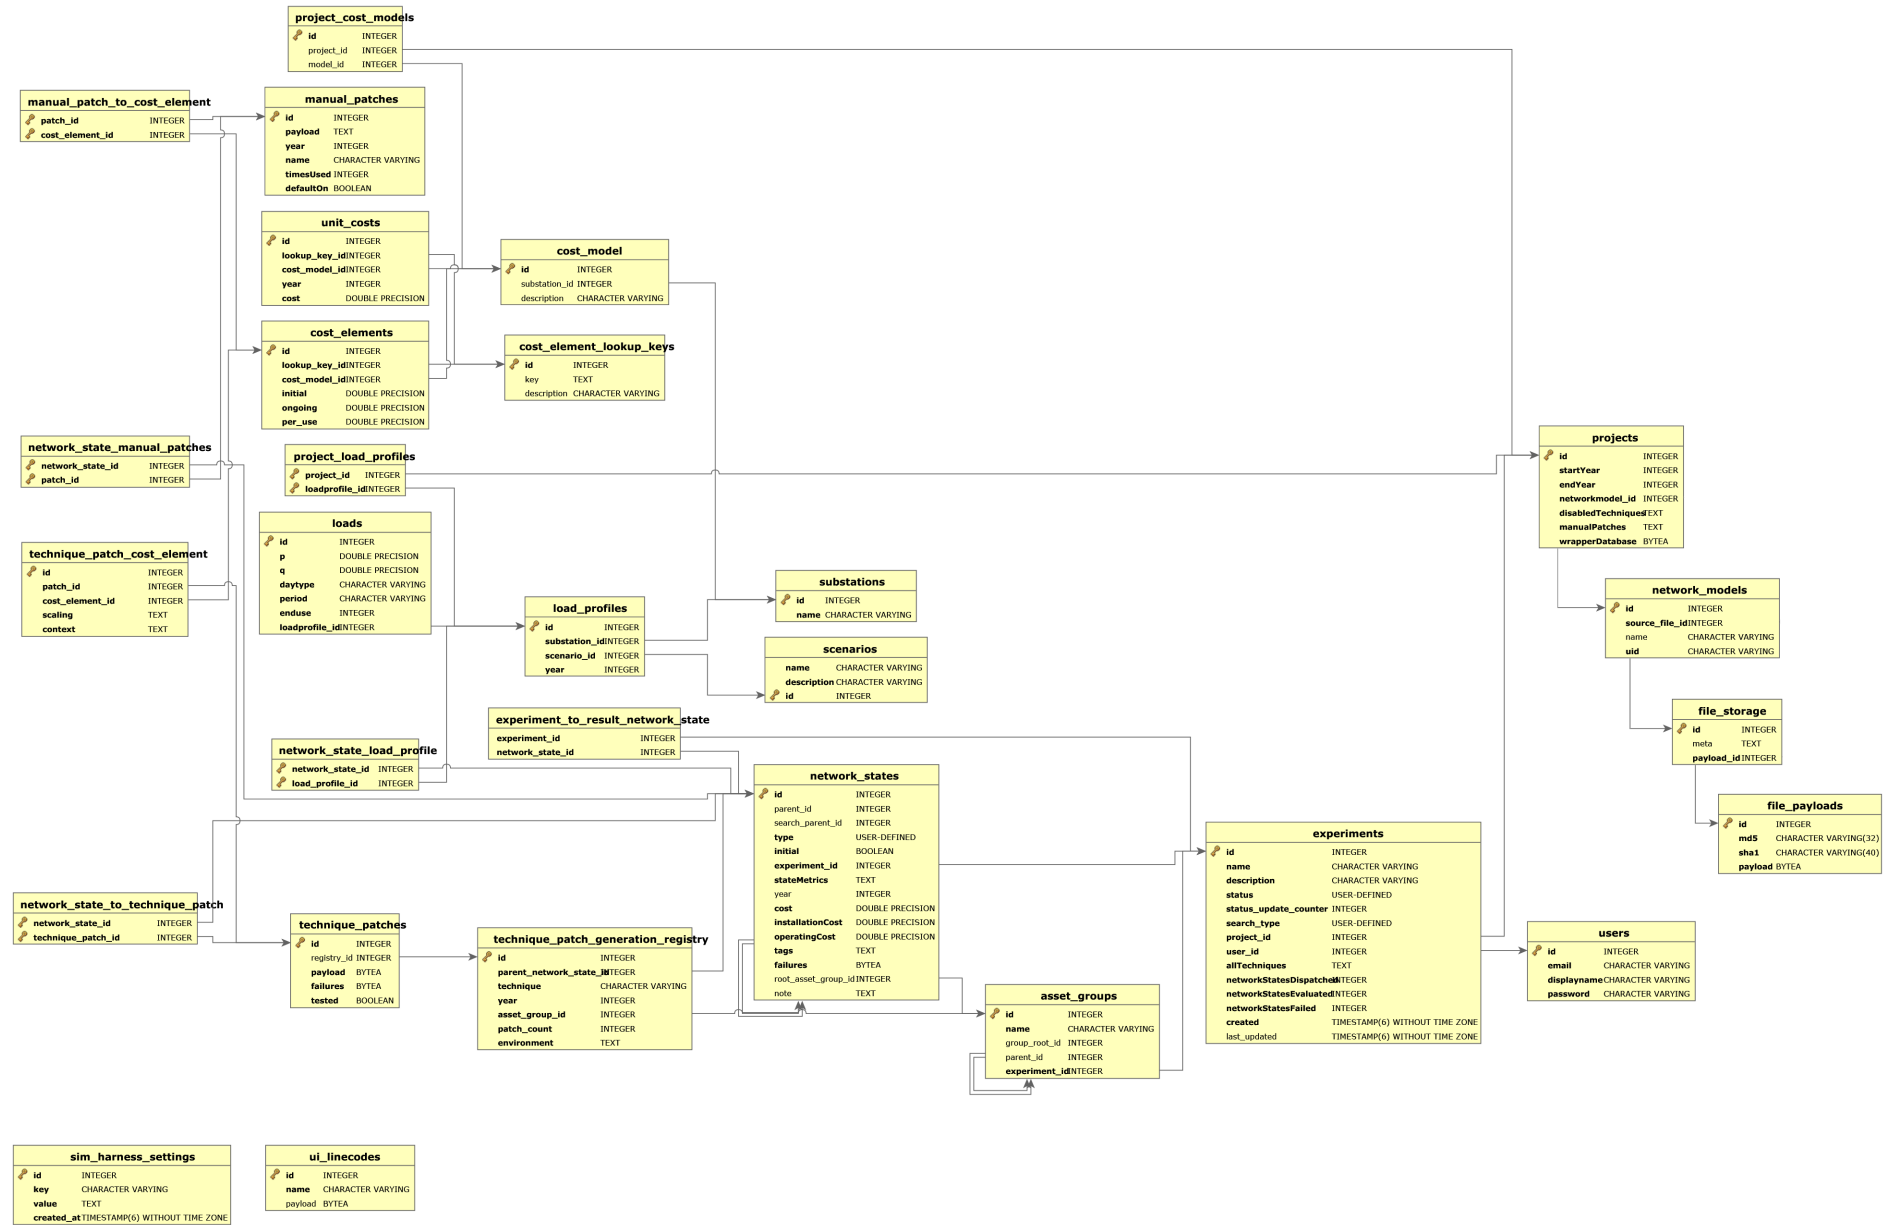 project_cost_models
id INTEGER
project_id INTEGER
model_id INTEGER
manual_patch_to_cost_element
patch_id INTEGER
cost_element_id INTEGER
manual_patches
id INTEGER
payload TEXT
year INTEGER
name CHARACTER VARYING
timesUsed INTEGER
defaultOn BOOLEAN
unit_costs
id INTEGER
lookup_key_id INTEGER
cost_model_id INTEGER
year INTEGER
cost DOUBLE PRECISION
cost_model
id INTEGER
substation_id INTEGER
description CHARACTER VARYING
cost_elements
id INTEGER
lookup_key_id INTEGER
cost_model_id INTEGER
initial DOUBLE PRECISION
ongoing DOUBLE PRECISION
per_use DOUBLE PRECISION
cost_element_lookup_keys
id INTEGER
key TEXT
description CHARACTER VARYING
network_state_manual_patches
network_state_id INTEGER
patch_id INTEGER
project_load_profiles
project_id INTEGER
loadprofile_id INTEGER
projects
id INTEGER
startYear INTEGER
endYear INTEGER
networkmodel_id INTEGER
disabledTechniques TEXT
manualPatches TEXT
wrapperDatabase BYTEA
loads
id INTEGER
p DOUBLE PRECISION
q DOUBLE PRECISION
daytype CHARACTER VARYING
period CHARACTER VARYING
enduse INTEGER
loadprofile_id INTEGER
technique_patch_cost_element
id INTEGER
patch_id INTEGER
cost_element_id INTEGER
scaling TEXT
context TEXT
load_profiles
id INTEGER
substation_id INTEGER
scenario_id INTEGER
year INTEGER
substations
id INTEGER
name CHARACTER VARYING
scenarios
name CHARACTER VARYING
description CHARACTER VARYING
id INTEGER
network_models
id INTEGER
source_file_id INTEGER
name CHARACTER VARYING
uid CHARACTER VARYING
file_storage
id INTEGER
meta TEXT
payload_id INTEGER
experiment_to_result_network_state
experiment_id INTEGER
network_state_id INTEGER
network_state_load_profile
network_state_id INTEGER
load_profile_id INTEGER
network_states
id INTEGER
parent_id INTEGER
search_parent_id INTEGER
type USER-DEFINED
initial BOOLEAN
experiment_id INTEGER
stateMetrics TEXT
year INTEGER
cost DOUBLE PRECISION
installationCost DOUBLE PRECISION
operatingCost DOUBLE PRECISION
tags TEXT
failures BYTEA
root_asset_group_id INTEGER
note TEXT
file_payloads
id INTEGER
md5 CHARACTER VARYING(32)
sha1 CHARACTER VARYING(40)
payload BYTEA
experiments
id INTEGER
name CHARACTER VARYING
description CHARACTER VARYING
status USER-DEFINED
status_update_counter INTEGER
search_type USER-DEFINED
project_id INTEGER
user_id INTEGER
allTechniques TEXT
networkStatesDispatched INTEGER
networkStatesEvaluated INTEGER
networkStatesFailed INTEGER
created TIMESTAMP(6) WITHOUT TIME ZONE
last_updated TIMESTAMP(6) WITHOUT TIME ZONE
network_state_to_technique_patch
network_state_id INTEGER
technique_patch_id INTEGER
technique_patches
id INTEGER
registry_id INTEGER
payload BYTEA
failures BYTEA
tested BOOLEAN
technique_patch_generation_registry
id INTEGER
parent_network_state_id INTEGER
technique CHARACTER VARYING
year INTEGER
asset_group_id INTEGER
patch_count INTEGER
environment TEXT
users
id INTEGER
email CHARACTER VARYING
displayname CHARACTER VARYING
password CHARACTER VARYING
asset_groups
id INTEGER
name CHARACTER VARYING
group_root_id INTEGER
parent_id INTEGER
experiment_id INTEGER
sim_harness_settings
id INTEGER
key CHARACTER VARYING
value TEXT
created_at TIMESTAMP(6) WITHOUT TIME ZONE
ui_linecodes
id INTEGER
name CHARACTER VARYING
payload BYTEA